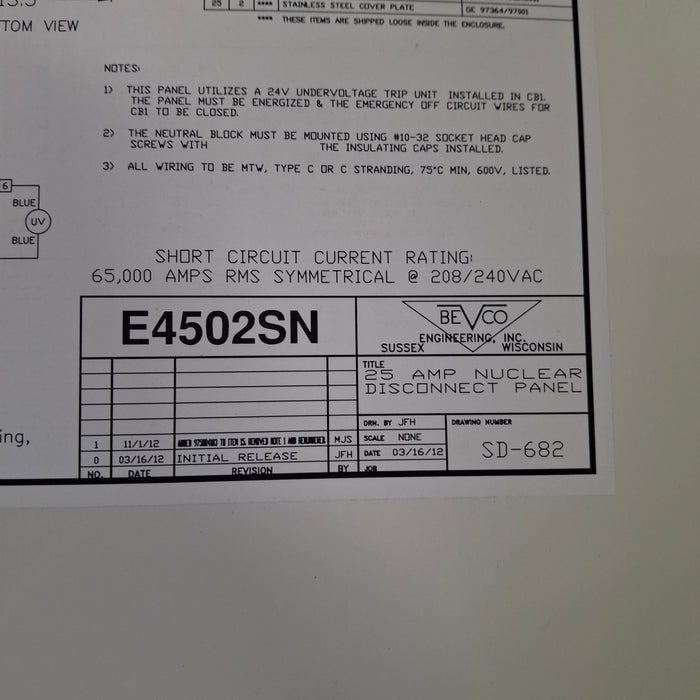 25 2 **** STAINLESS STEEL COVER PLATE GE 97364/97801
**** THESE ITEMS ARE SHIPPED LOOSE INSIDE THE ENCLOSURE.
TOM VIEW
NOTES:
1) THIS PANEL UTILIZES A 24V UNDERVOLTAGE TRIP UNIT INSTALLED IN CB1.
THE PANEL MUST BE ENERGIZED & THE EMERGENCY OFF CIRCUIT WIRES FOR
CB1 TO BE CLOSED.
2) THE NEUTRAL BLOCK MUST BE MOUNTED USING #10-32 SOCKET HEAD CAP
SCREWS WITH THE INSULATING CAPS INSTALLED.
3) ALL WIRING TO BE MTW, TYPE C OR C STRANDING, 75°C MIN, 600V, LISTED.
6
BLUE
UV
BLUE
SHORT CIRCUIT CURRENT RATING:
65,000 AMPS RMS SYMMETRICAL @ 208/240VAC
E4502SN
BEVCO
ENGINEERING, INC.
SUSSEX WISCONSIN
TITLE
25 AMP NUCLEAR
DISCONNECT PANEL
ing,
DRN. BY JFH
SCALE NONE
DATE 03/16/12
JOB
DRAWING NUMBER
SD-682
1 11/1/12 MJS
0 03/16/12 INITIAL RELEASE JFH
NO. DATE REVISION BY